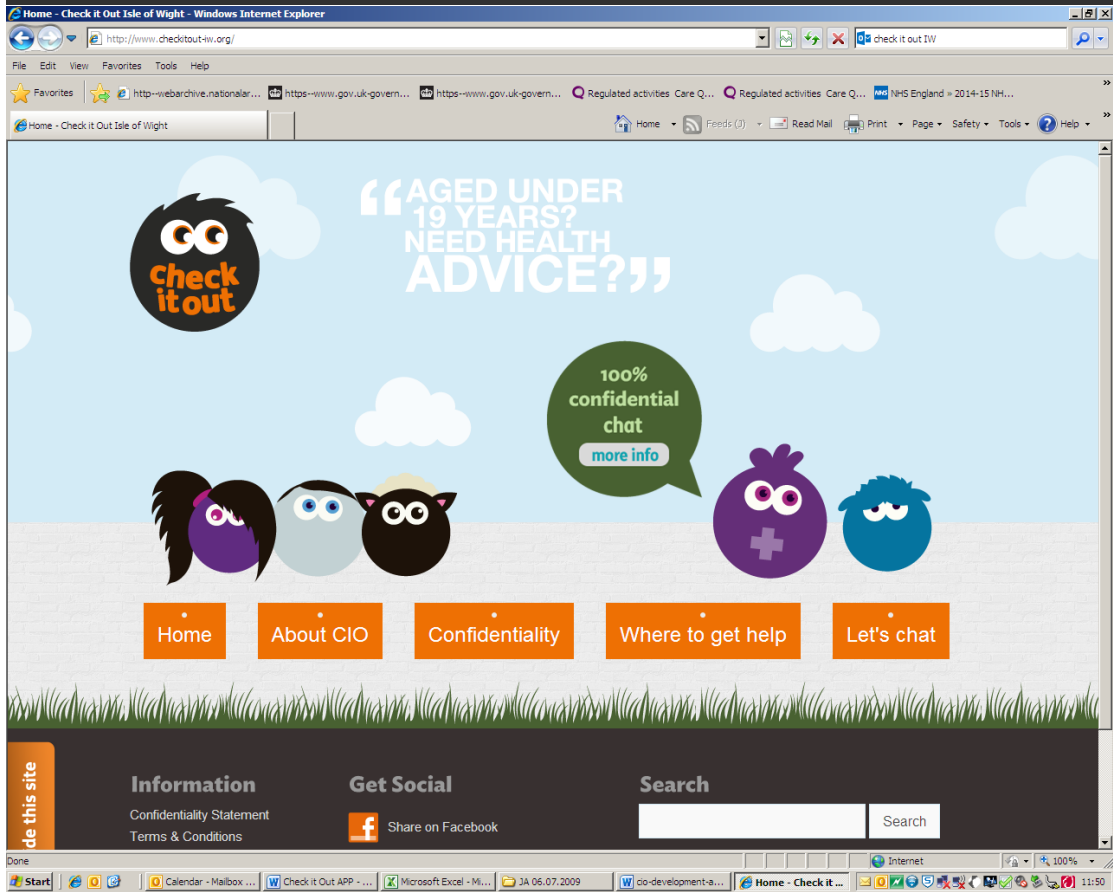 Home - Check it Out Isle of Wight - Windows Internet Explorer
http://www.checkitout-iw.org/
check it out IW
File Edit View Favorites Tools Help
Favorites http--webarchive.nationalar... https--www.gov.uk-govern... https--www.gov.uk-govern... Regulated activities Care Q... Regulated activities Care Q... NHS England » 2014-15 NH...
Home - Check it Out Isle of Wight
Home Feeds (J) Read Mail Print Page Safety Tools Help
“AGED UNDER
19 YEARS?
NEED HEALTH
ADVICE?”
check
it out
100%
confidential
chat
more info
Home About CIO Confidentiality Where to get help Let's chat
de this site
Information Get Social Search
Confidentiality Statement
Terms & Conditions
Share on Facebook
Search
Done Internet 100%
Start Calendar - Mailbox ... Check it Out APP - ... Microsoft Excel - Mi... JA 06.07.2009 cio-development-a... Home - Check it ... 11:50